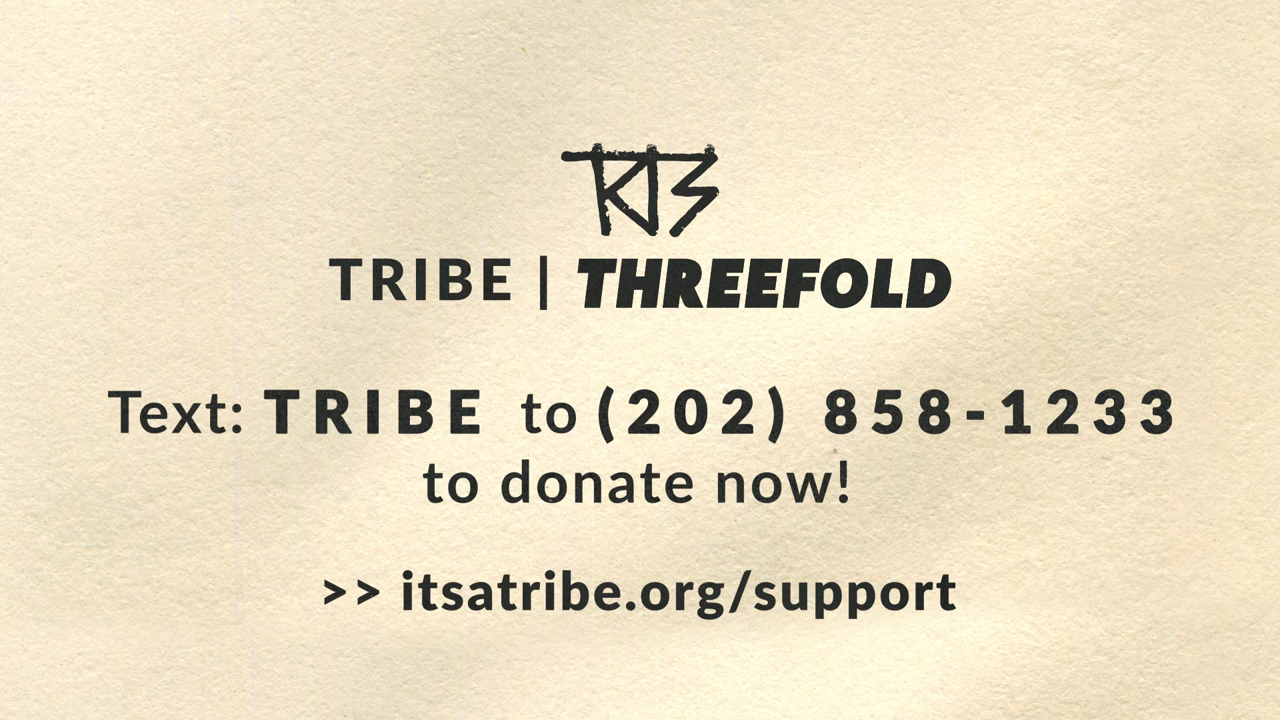 TRIBE | THREEFOLD
Text: TRIBE to (202) 858-1233
to donate now!
>> itsatribe.org/support